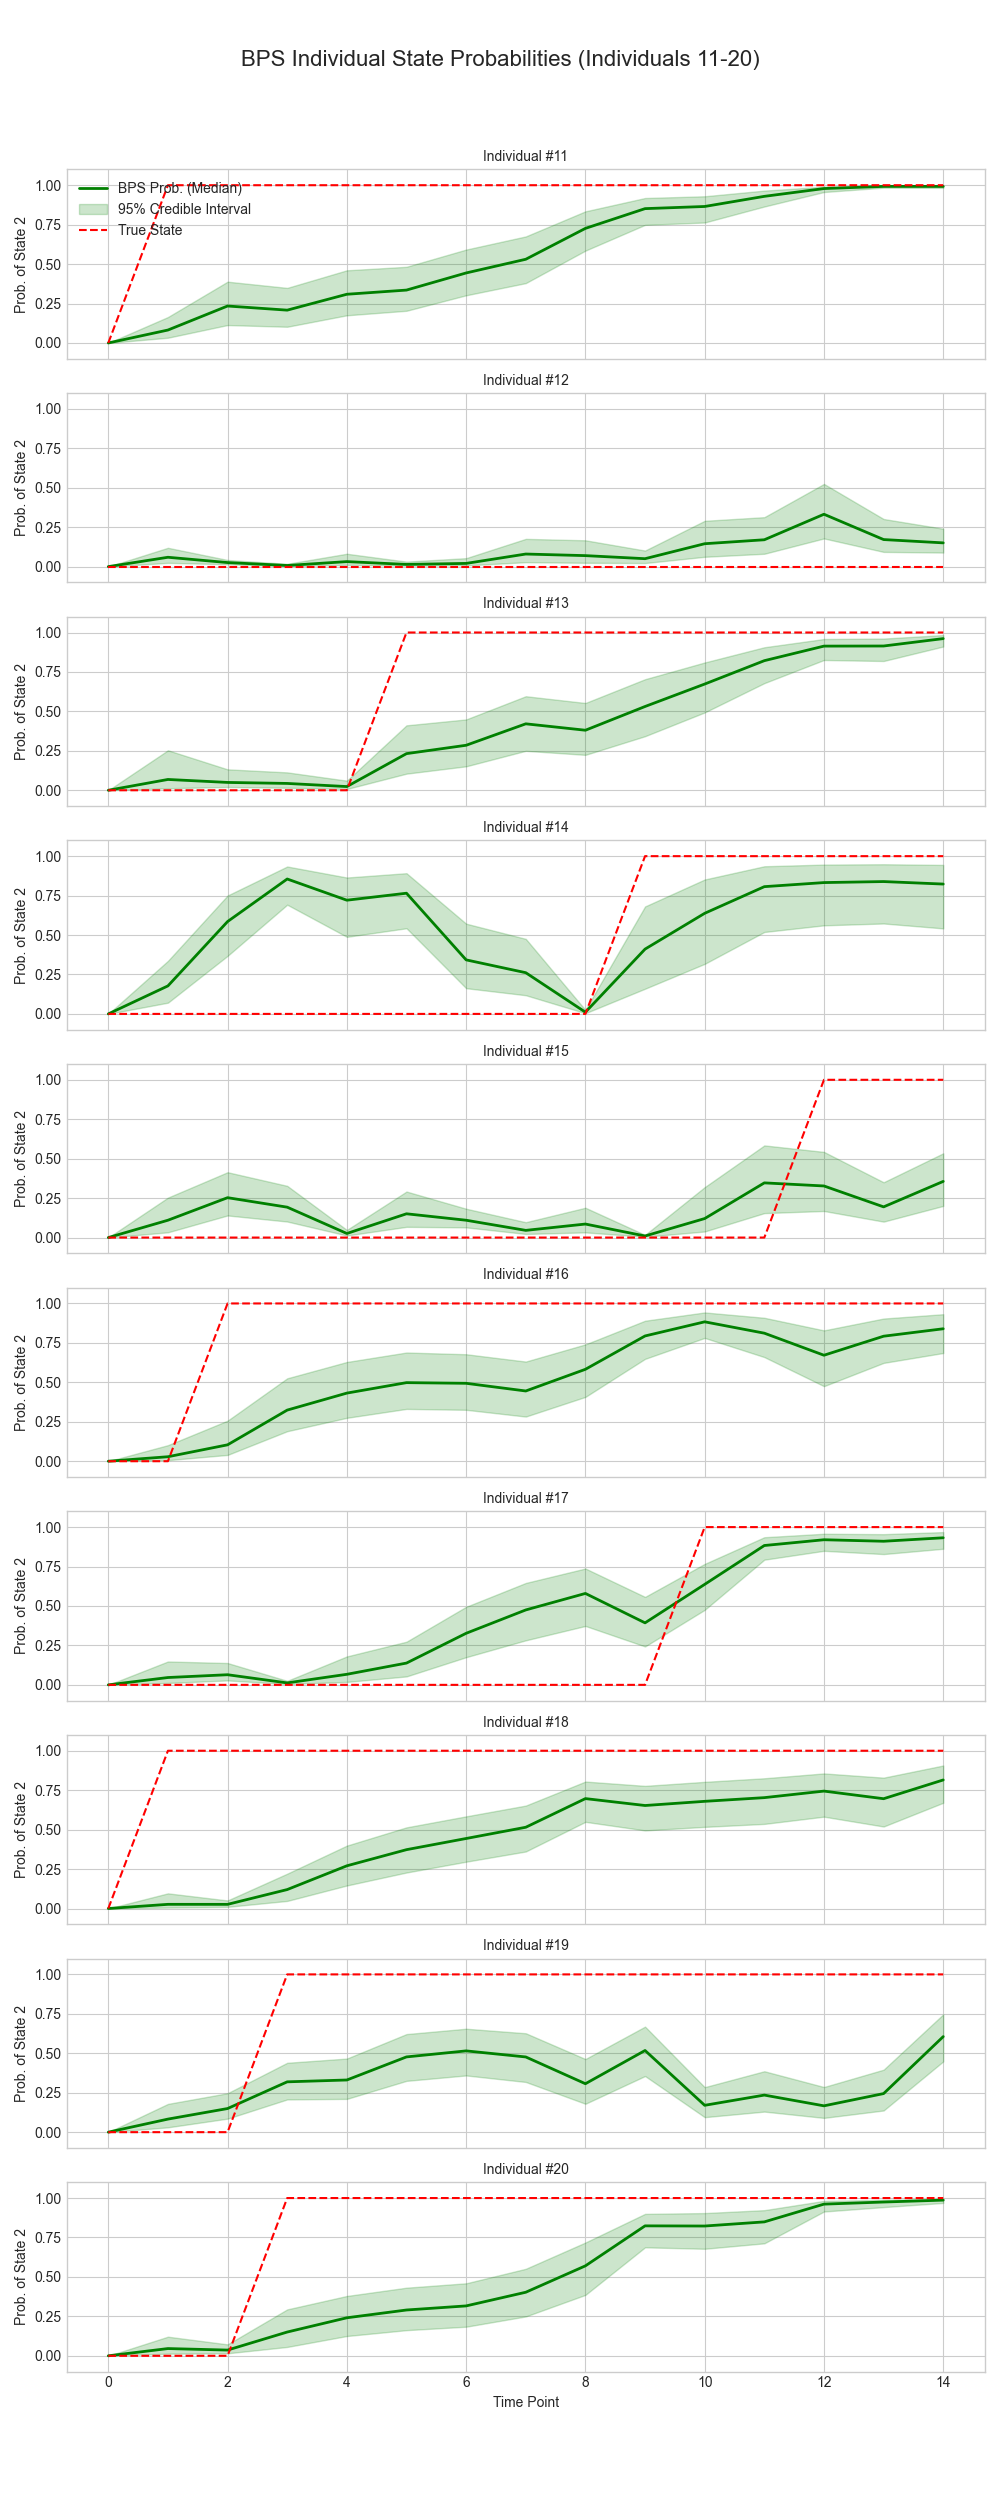 BPS Individual State Probabilities (Individuals 11-20)
Individual #11
1.00
0.75
0.50
0.25
0.00
Prob. of State 2
BPS Prob. (Median)
95% Credible Interval
True State
Individual #12
1.00
0.75
0.50
0.25
0.00
Prob. of State 2
Individual #13
1.00
0.75
0.50
0.25
0.00
Prob. of State 2
Individual #14
1.00
0.75
0.50
0.25
0.00
Prob. of State 2
Individual #15
1.00
0.75
0.50
0.25
0.00
Prob. of State 2
Individual #16
1.00
0.75
0.50
0.25
0.00
Prob. of State 2
Individual #17
1.00
0.75
0.50
0.25
0.00
Prob. of State 2
Individual #18
1.00
0.75
0.50
0.25
0.00
Prob. of State 2
Individual #19
1.00
0.75
0.50
0.25
0.00
Prob. of State 2
Individual #20
1.00
0.75
0.50
0.25
0.00
Prob. of State 2
0 2 4 6 8 10 12 14
Time Point